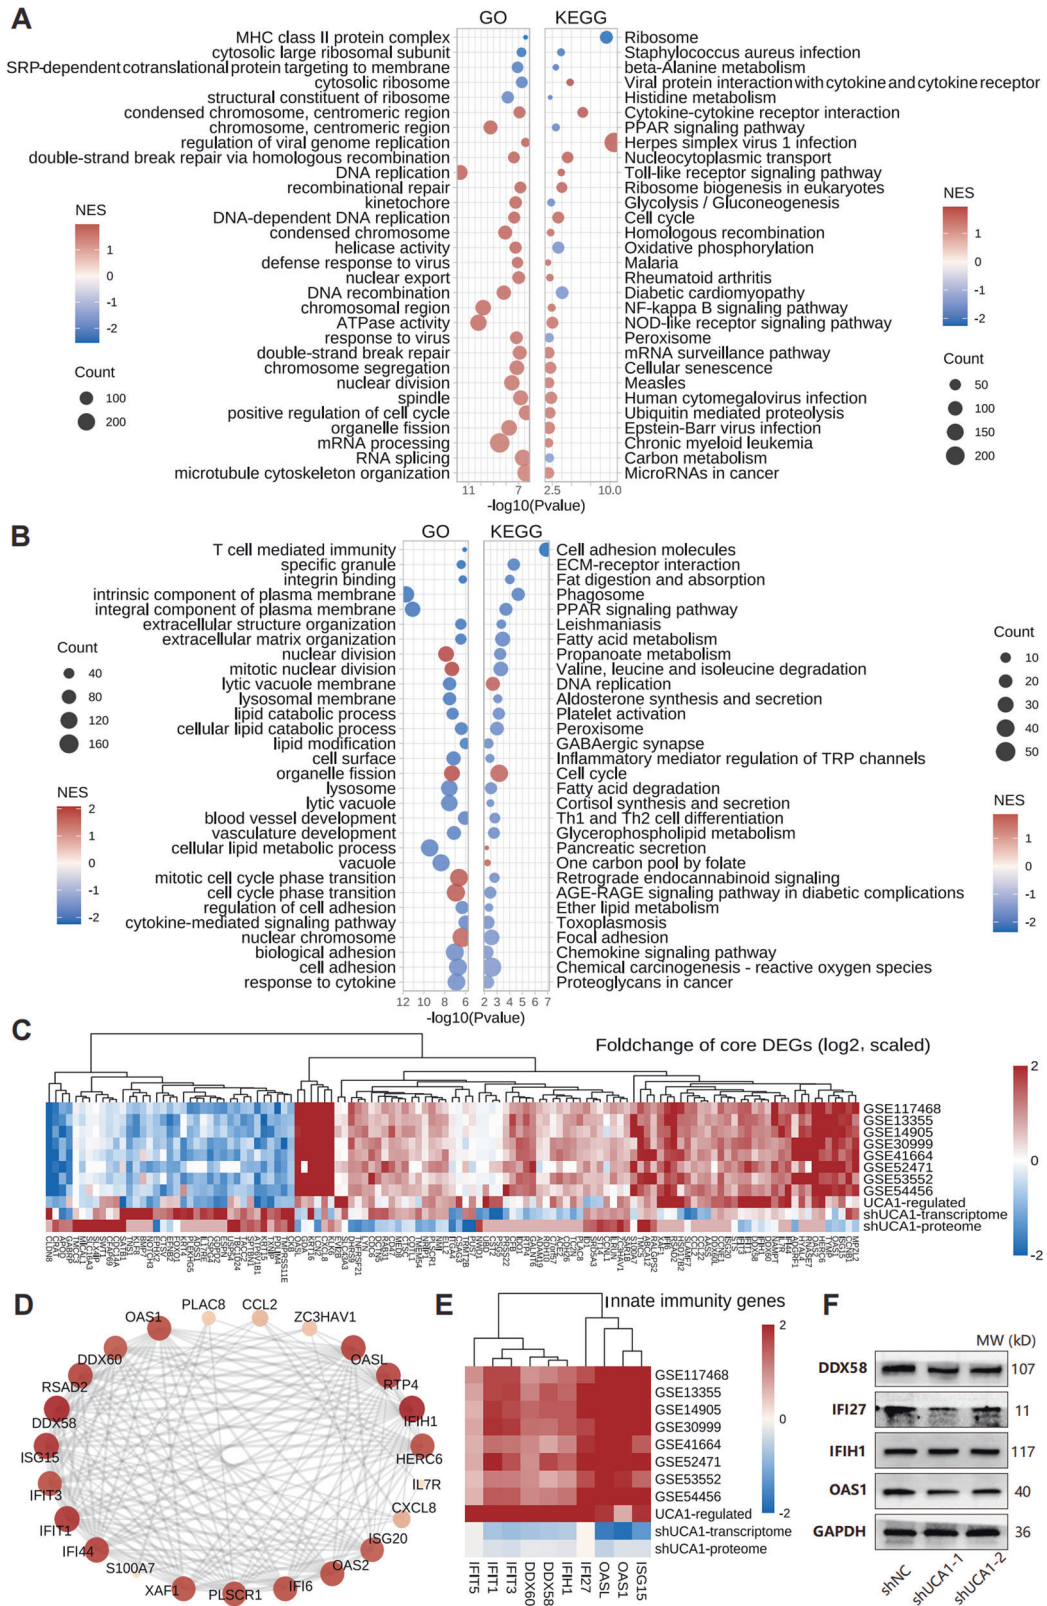 A
GO
KEGG
MHC class II protein complex
Ribosome
cytosolic large ribosomal subunit
Staphylococcus aureus infection
SRP-dependent cotranslational protein targeting to membrane
beta-Alanine metabolism
cytosolic ribosome
Viral protein interaction with cytokine and cytokine receptor
structural constituent of ribosome
Histidine metabolism
condensed chromosome, centromeric region
Cytokine-cytokine receptor interaction
chromosome, centromeric region
PPAR signaling pathway
regulation of viral genome replication
Herpes simplex virus 1 infection
double-strand break repair via homologous recombination
Nucleocytoplasmic transport
DNA replication
Toll-like receptor signaling pathway
recombinational repair
Ribosome biogenesis in eukaryotes
kinetochore
Glycolysis / Gluconeogenesis
DNA-dependent DNA replication
Cell cycle
condensed chromosome
Homologous recombination
helicase activity
Oxidative phosphorylation
defense response to virus
Malaria
nuclear export
Rheumatoid arthritis
DNA recombination
Diabetic cardiomyopathy
chromosomal region
NF-kappa B signaling pathway
ATPase activity
NOD-like receptor signaling pathway
response to virus
Peroxisome
double-strand break repair
mRNA surveillance pathway
chromosome segregation
Cellular senescence
nuclear division
Measles
spindle
Human cytomegalovirus infection
positive regulation of cell cycle
Ubiquitin mediated proteolysis
organelle fission
Epstein-Barr virus infection
mRNA processing
Chronic myeloid leukemia
RNA splicing
Carbon metabolism
microtubule cytoskeleton organization
MicroRNAs in cancer
11 7 2.5 10.0
-log10(Pvalue)
NES
1
0
-1
-2
Count
100
200
NES
1
0
-1
-2
Count
50
100
150
200
B
GO
KEGG
T cell mediated immunity
Cell adhesion molecules
specific granule
ECM-receptor interaction
integrin binding
Fat digestion and absorption
intrinsic component of plasma membrane
Phagosome
integral component of plasma membrane
PPAR signaling pathway
extracellular structure organization
Leishmaniasis
extracellular matrix organization
Fatty acid metabolism
nuclear division
Propanoate metabolism
mitotic nuclear division
Valine, leucine and isoleucine degradation
lytic vacuole membrane
DNA replication
lysosomal membrane
Aldosterone synthesis and secretion
lipid catabolic process
Platelet activation
cellular lipid catabolic process
Peroxisome
lipid modification
GABAergic synapse
cell surface
Inflammatory mediator regulation of TRP channels
organelle fission
Cell cycle
lysosome
Fatty acid degradation
lytic vacuole
Cortisol synthesis and secretion
blood vessel development
Th1 and Th2 cell differentiation
vasculature development
Glycerophospholipid metabolism
cellular lipid metabolic process
Pancreatic secretion
vacuole
One carbon pool by folate
mitotic cell cycle phase transition
Retrograde endocannabinoid signaling
cell cycle phase transition
AGE-RAGE signaling pathway in diabetic complications
regulation of cell adhesion
Ether lipid metabolism
cytokine-mediated signaling pathway
Toxoplasmosis
nuclear chromosome
Focal adhesion
biological adhesion
Chemokine signaling pathway
cell adhesion
Chemical carcinogenesis - reactive oxygen species
response to cytokine
Proteoglycans in cancer
12 10 8 6 2 3 4 5 6 7
-log10(Pvalue)
Count
40
80
120
160
NES
2
1
0
-1
-2
Count
10
20
30
40
50
NES
1
0
-1
-2
C
Foldchange of core DEGs (log2, scaled)
GSE117468
GSE13355
GSE14905
GSE30999
GSE41664
GSE52471
GSE53552
GSE54456
UCA1-regulated
shUCA1-transcriptome
shUCA1-proteome
2
0
-2
D
OAS1
PLAC8
CCL2
ZC3HAV1
OASL
RTP4
IFIH1
HERC6
IL7R
CXCL8
ISG20
OAS2
IFI6
PLSCR1
XAF1
S100A7
IFI44
IFIT1
IFIT3
ISG15
DDX58
RSAD2
DDX60
E
Innate immunity genes
GSE117468
GSE13355
GSE14905
GSE30999
GSE41664
GSE52471
GSE53552
GSE54456
UCA1-regulated
shUCA1-transcriptome
shUCA1-proteome
IFIT5
IFIT1
IFIT3
DDX60
DDX58
IFIH1
IFI27
OASL
OAS1
ISG15
2
0
-2
F
MW (kD)
DDX58 107
IFI27 11
IFIH1 117
OAS1 40
GAPDH 36
shNC
shUCA1-1
shUCA1-2